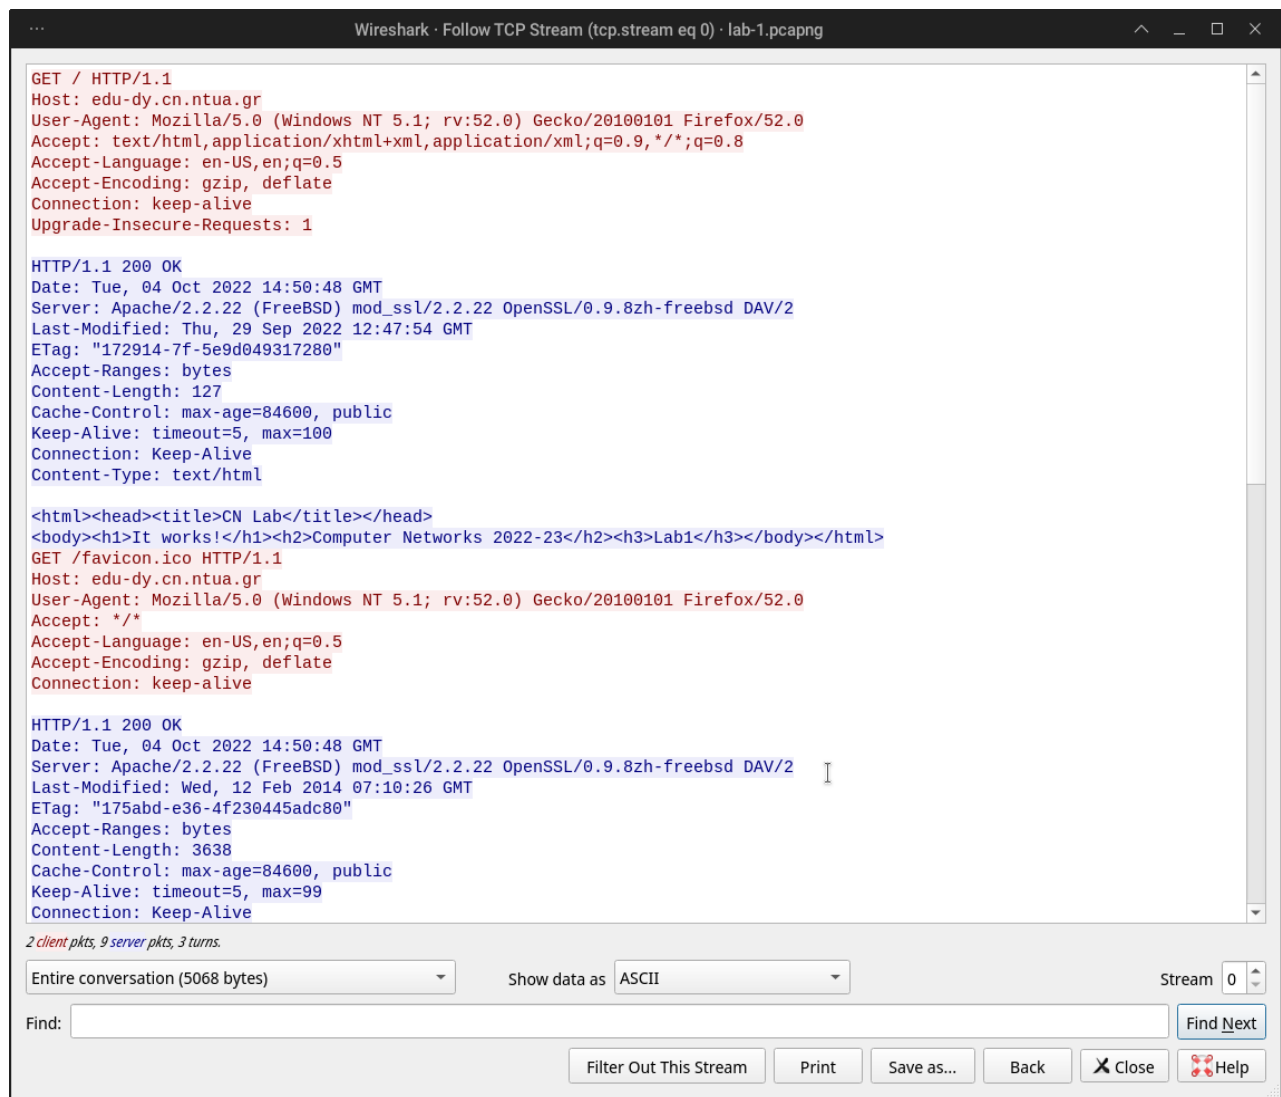 Wireshark · Follow TCP Stream (tcp.stream eq 0) · lab-1.pcapng
GET / HTTP/1.1
Host: edu-dy.cn.ntua.gr
User-Agent: Mozilla/5.0 (Windows NT 5.1; rv:52.0) Gecko/20100101 Firefox/52.0
Accept: text/html,application/xhtml+xml,application/xml;q=0.9,*/*;q=0.8
Accept-Language: en-US,en;q=0.5
Accept-Encoding: gzip, deflate
Connection: keep-alive
Upgrade-Insecure-Requests: 1
HTTP/1.1 200 OK
Date: Tue, 04 Oct 2022 14:50:48 GMT
Server: Apache/2.2.22 (FreeBSD) mod_ssl/2.2.22 OpenSSL/0.9.8zh-freebsd DAV/2
Last-Modified: Thu, 29 Sep 2022 12:47:54 GMT
ETag: "172914-7f-5e9d049317280"
Accept-Ranges: bytes
Content-Length: 127
Cache-Control: max-age=84600, public
Keep-Alive: timeout=5, max=100
Connection: Keep-Alive
Content-Type: text/html
<html><head><title>CN Lab</title></head>
<body><h1>It works!</h1><h2>Computer Networks 2022-23</h2><h3>Lab1</h3></body></html>
GET /favicon.ico HTTP/1.1
Host: edu-dy.cn.ntua.gr
User-Agent: Mozilla/5.0 (Windows NT 5.1; rv:52.0) Gecko/20100101 Firefox/52.0
Accept: */*
Accept-Language: en-US,en;q=0.5
Accept-Encoding: gzip, deflate
Connection: keep-alive
HTTP/1.1 200 OK
Date: Tue, 04 Oct 2022 14:50:48 GMT
Server: Apache/2.2.22 (FreeBSD) mod_ssl/2.2.22 OpenSSL/0.9.8zh-freebsd DAV/2
Last-Modified: Wed, 12 Feb 2014 07:10:26 GMT
ETag: "175abd-e36-4f230445adc80"
Accept-Ranges: bytes
Content-Length: 3638
Cache-Control: max-age=84600, public
Keep-Alive: timeout=5, max=99
Connection: Keep-Alive
2 client pkts, 9 server pkts, 3 turns.
Entire conversation (5068 bytes) Show data as ASCII Stream 0
Find: Find Next
Filter Out This Stream Print Save as... Back Close Help